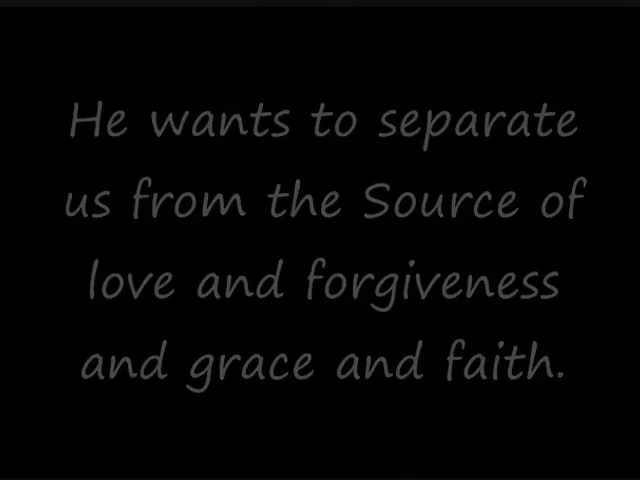 He wants to separate
us from the Source of
love and forgiveness
and grace and faith.